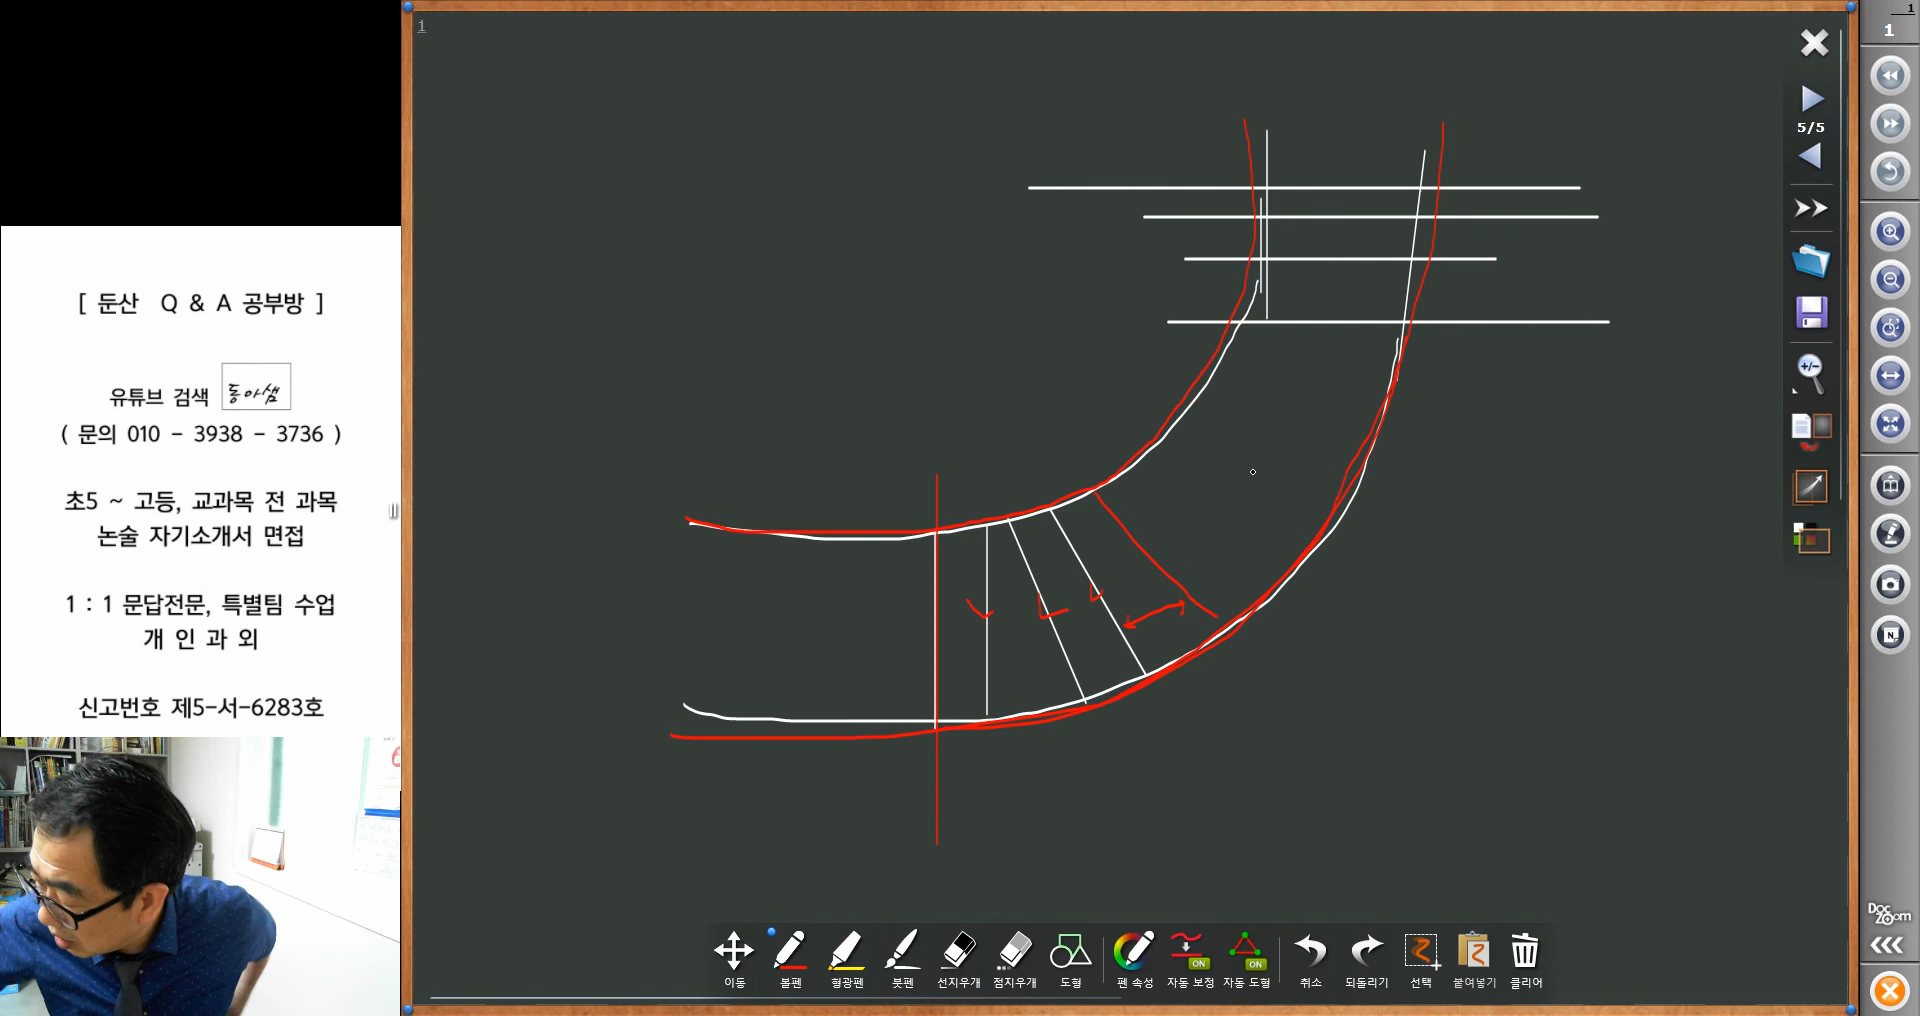 [ 둔산 Q & A 공부방 ]
유튜브 검색 동아샘
( 문의 010 - 3938 - 3736 )
초5 ~ 고등, 교과목 전 과목
논술 자기소개서 면접
1 : 1 문답전문, 특별팀 수업
개 인 과 외
신고번호 제5-서-6283호
1
5/5
1
1
+/-
N
Doc
Zoom
ON
ON
이동
볼펜
형광펜
붓펜
선지우개
점지우개
도형
펜 속성
자동 보정
자동 도형
취소
되돌리기
선택
붙여넣기
클리어